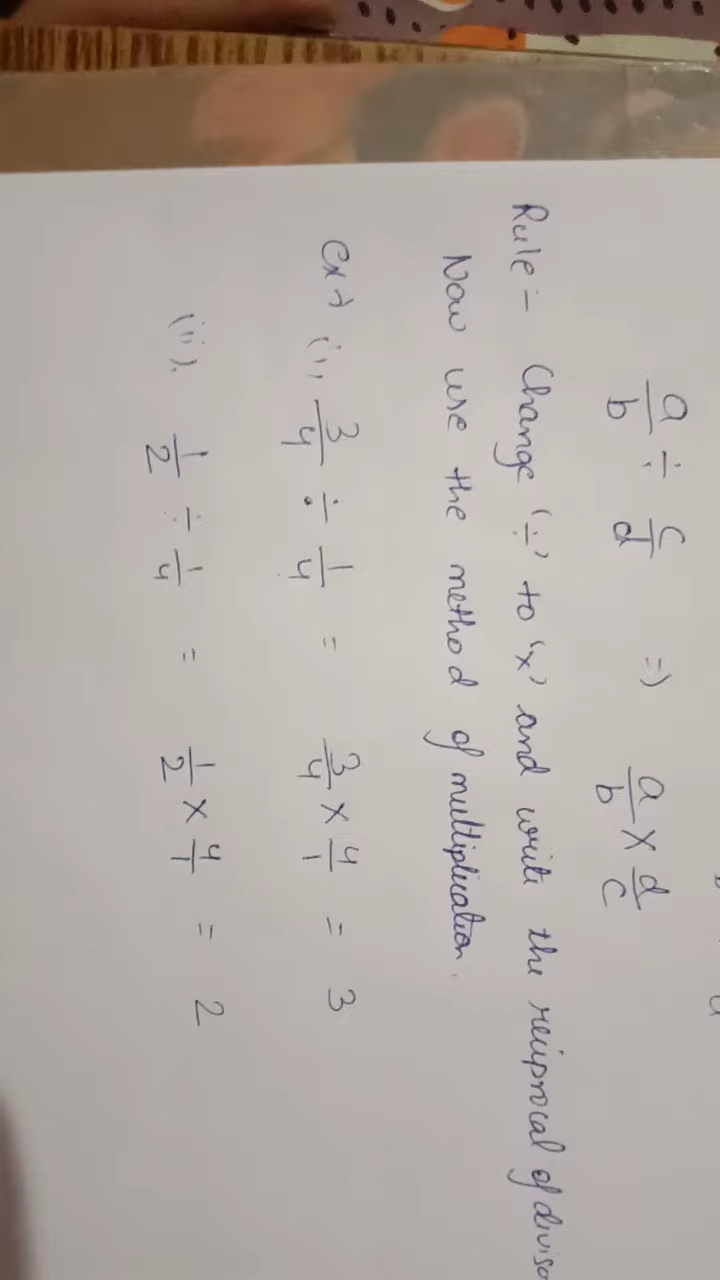 a/b ÷ c/d => a/b × d/c
Rule:- Change '÷' to 'x' and write the reciprocal of
Now use the method of multiplication.
Ex→ (i), 3/4 ÷ 1/4 = 3/4 × 4/1 = 3
(ii). 1/2 ÷ 1/4 = 1/2 × 4/1 = 2